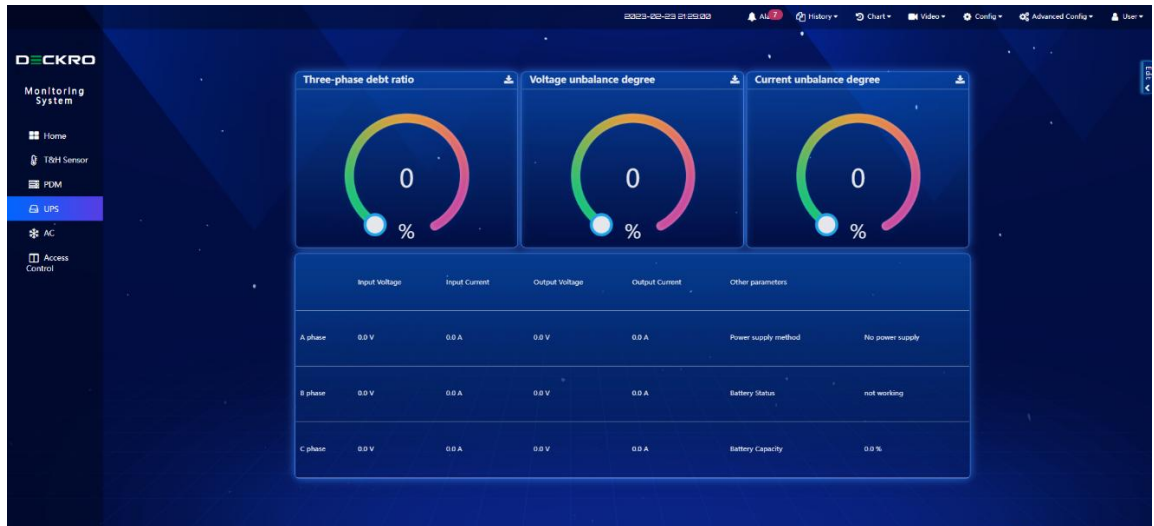 2023-02-23 21:29:00 7 History Chart Video Config Advanced Config User
DECKRO
Monitoring
System
Home
T&H Sensor
PDM
UPS
AC
Access
Control
Edit
Three-phase debt ratio Voltage unbalance degree Current unbalance degree
0 0 0
% % %
Input Voltage Input Current Output Voltage Output Current Other parameters
A phase 0.0 V 0.0 A 0.0 V 0.0 A Power supply method No power supply
B phase 0.0 V 0.0 A 0.0 V 0.0 A Battery Status not working
C phase 0.0 V 0.0 A 0.0 V 0.0 A Battery Capacity 0.0 %